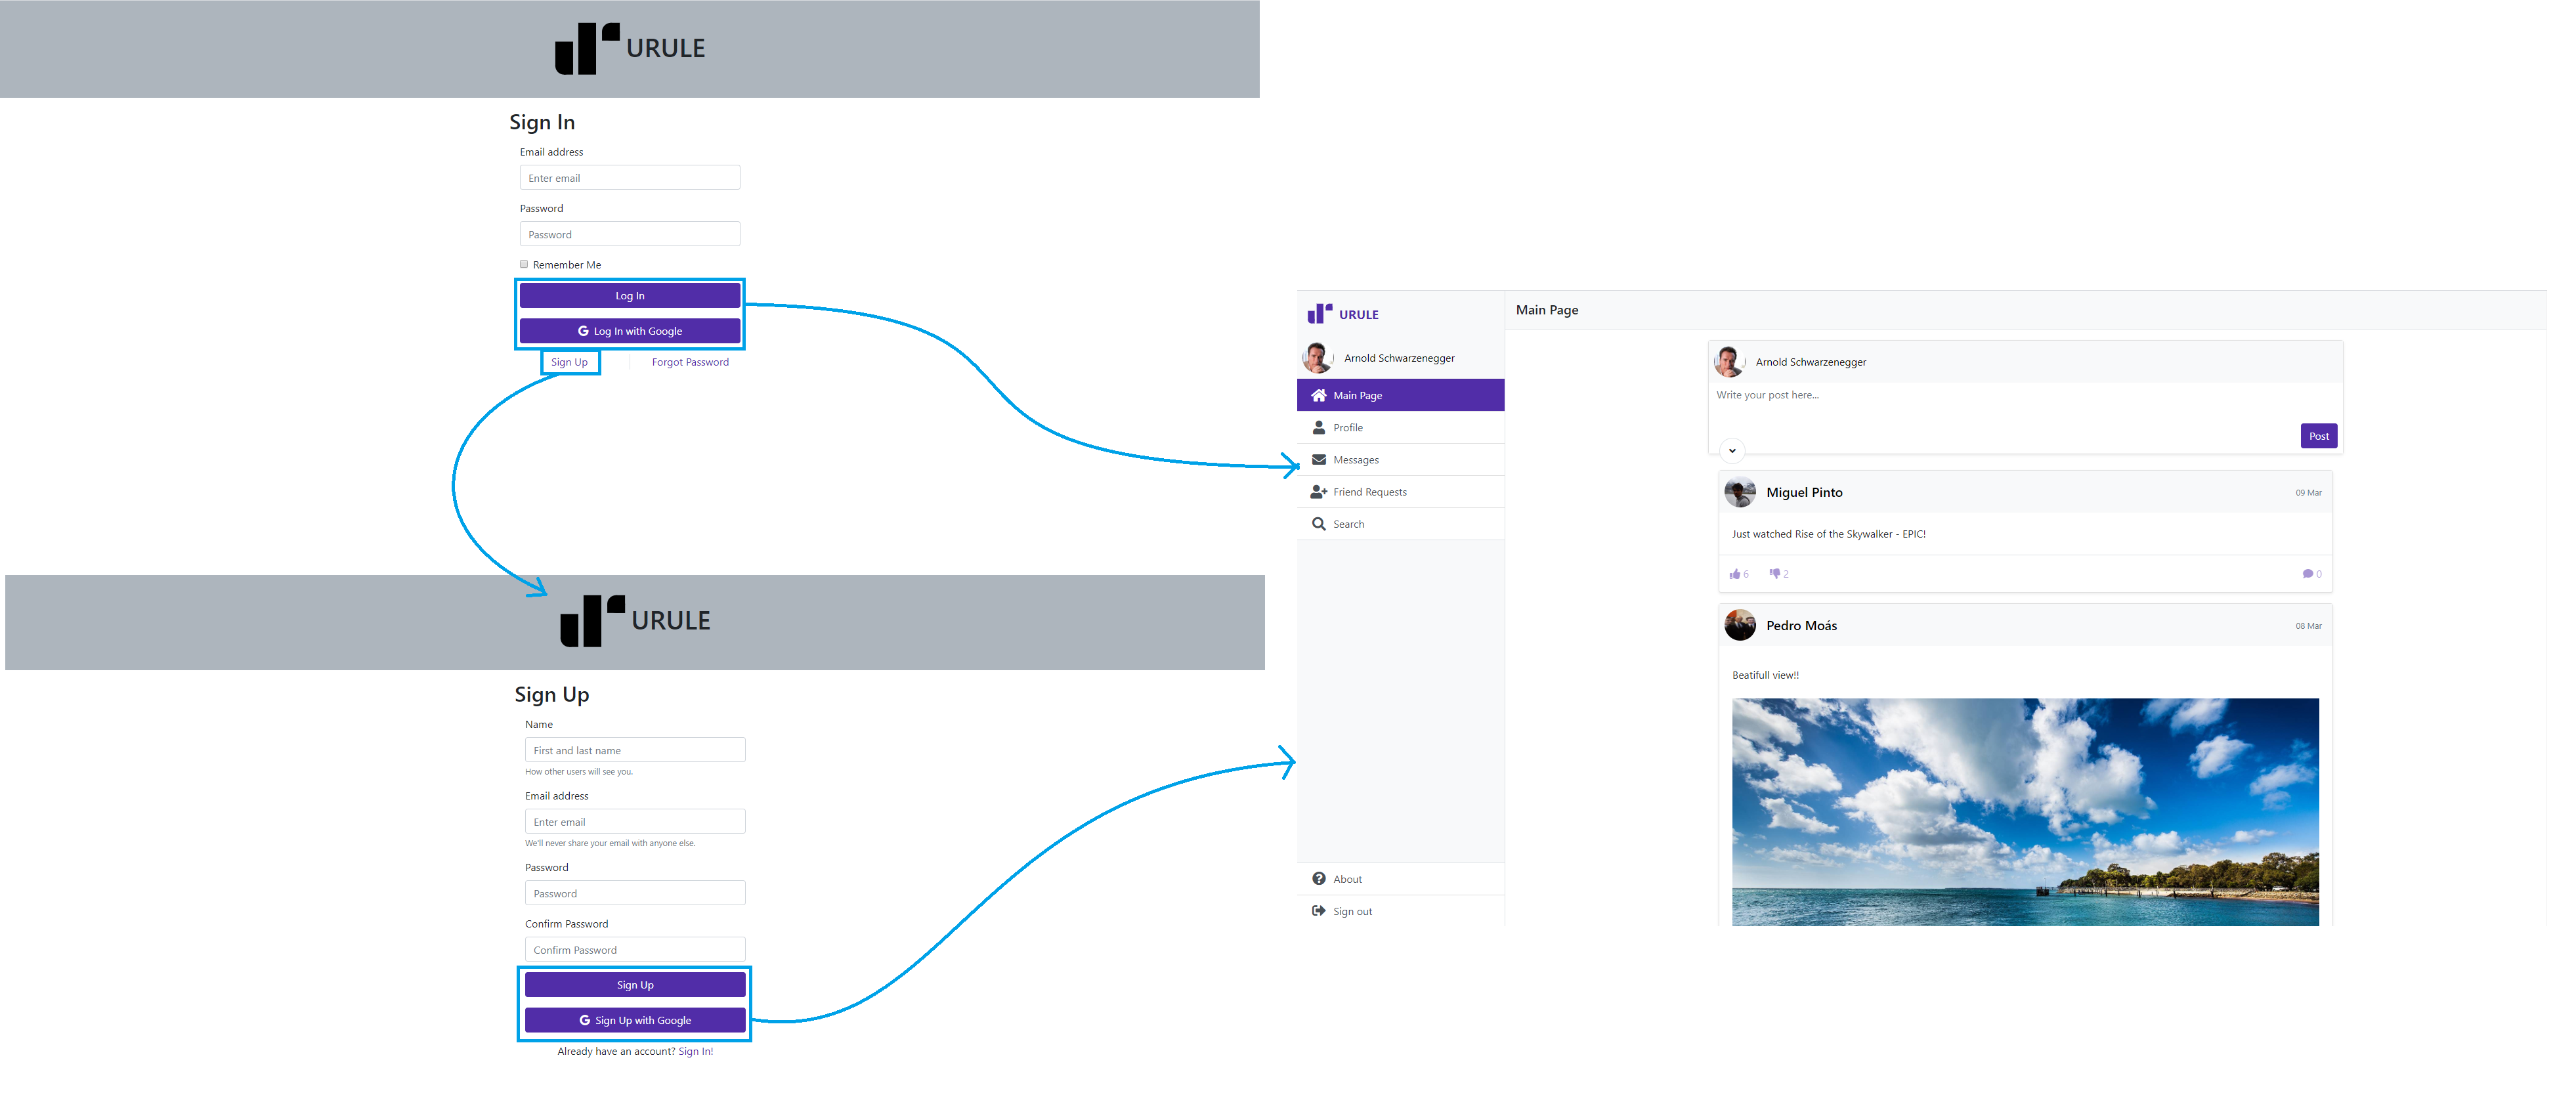 URULE
Sign In
Email address
Enter email
Password
Password
Remember Me
Log In
Log In with Google
Sign Up
Forgot Password
URULE
Sign Up
Name
First and last name
How other users will see you.
Email address
Enter email
We'll never share your email with anyone else.
Password
Password
Confirm Password
Confirm Password
Sign Up
Sign Up with Google
Already have an account? Sign In!
URULE
Arnold Schwarzenegger
Main Page
Profile
Messages
Friend Requests
Search
About
Sign out
Main Page
Arnold Schwarzenegger
Write your post here...
Post
Miguel Pinto
09 Mar
Just watched Rise of the Skywalker - EPIC!
6
2
0
Pedro Moás
08 Mar
Beatifull view!!